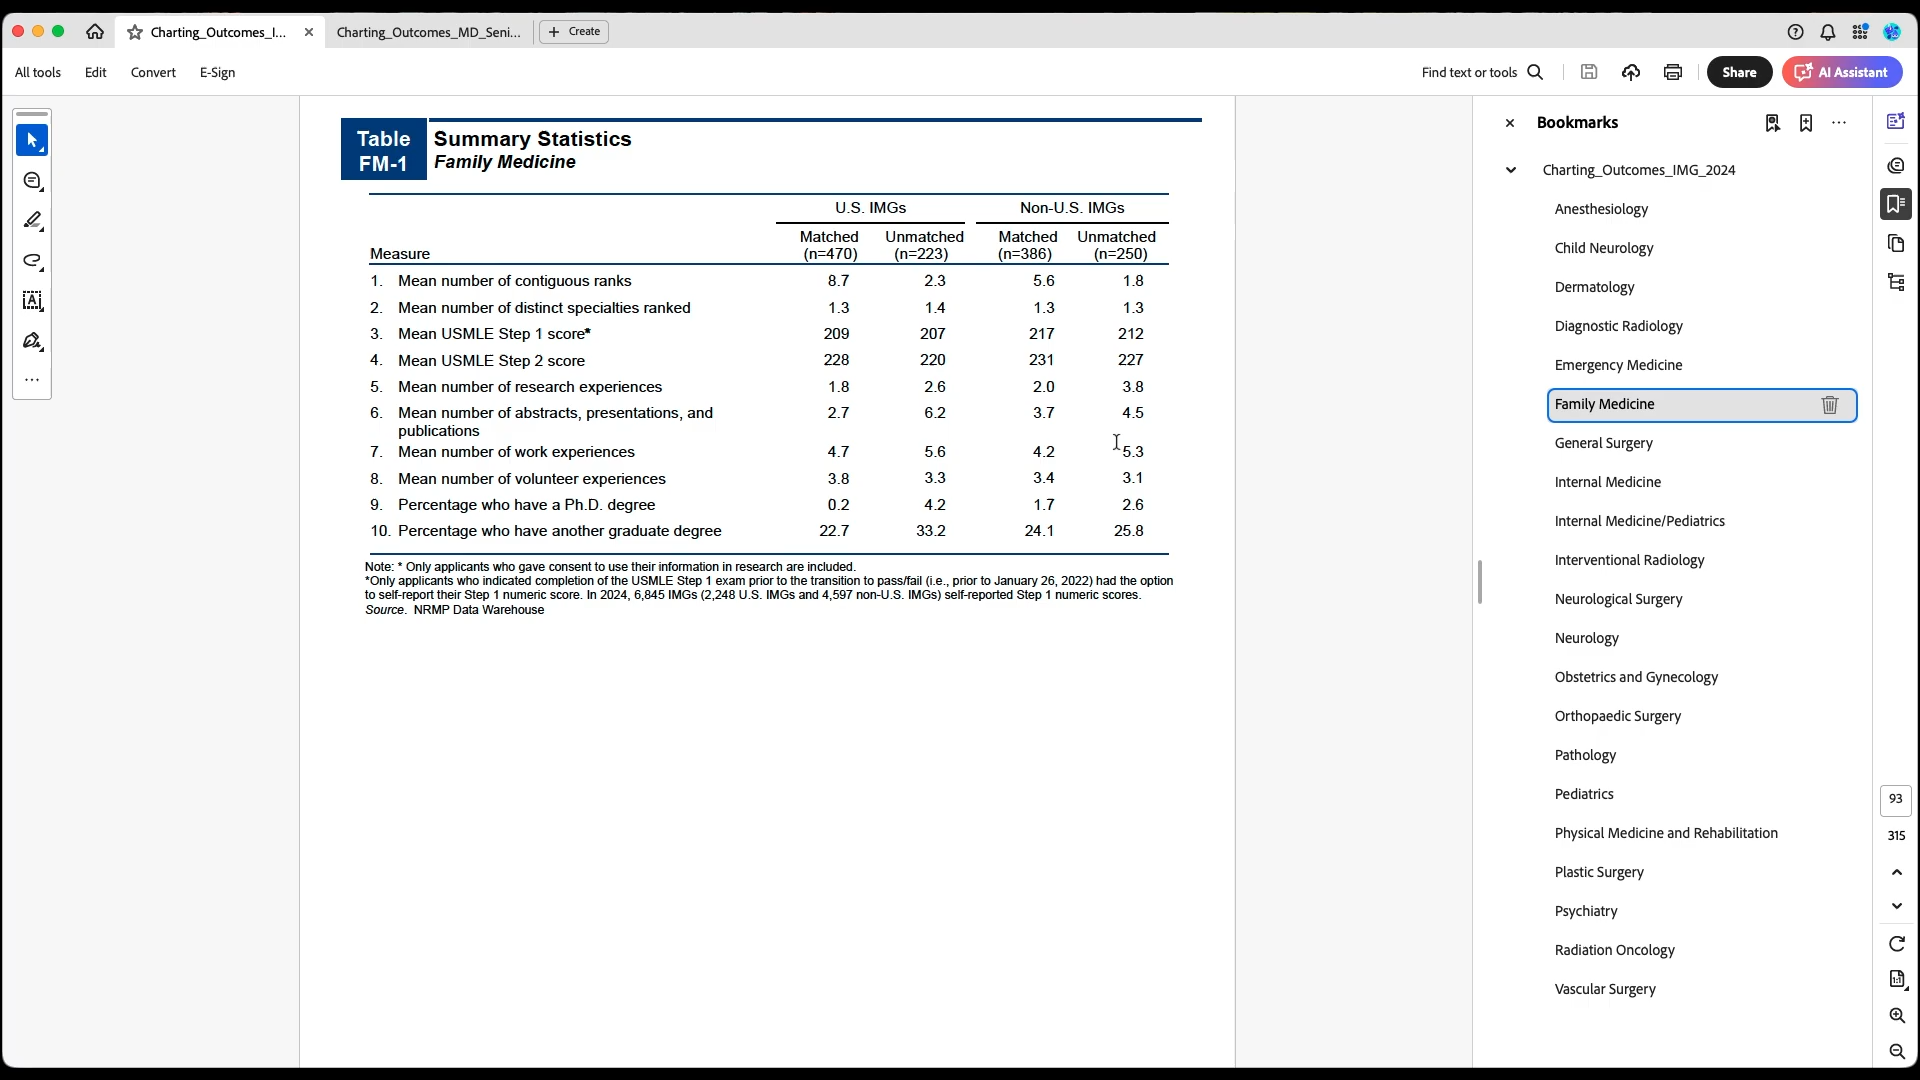 Charting_Outcomes_I...
Charting_Outcomes_MD_Seni...
Create
All tools
Edit
Convert
E-Sign
Find text or tools
Share
AI Assistant
Table
FM-1
Summary Statistics
Family Medicine
U.S. IMGs Non-U.S. IMGs
Matched Unmatched Matched Unmatched
Measure (n=470) (n=223) (n=386) (n=250)
1. Mean number of contiguous ranks 8.7 2.3 5.6 1.8
2. Mean number of distinct specialties ranked 1.3 1.4 1.3 1.3
3. Mean USMLE Step 1 score* 209 207 217 212
4. Mean USMLE Step 2 score 228 220 231 227
5. Mean number of research experiences 1.8 2.6 2.0 3.8
6. Mean number of abstracts, presentations, and 2.7 6.2 3.7 4.5
publications
7. Mean number of work experiences 4.7 5.6 4.2 5.3
8. Mean number of volunteer experiences 3.8 3.3 3.4 3.1
9. Percentage who have a Ph.D. degree 0.2 4.2 1.7 2.6
10. Percentage who have another graduate degree 22.7 33.2 24.1 25.8
Note: * Only applicants who gave consent to use their information in research are included.
*Only applicants who indicated completion of the USMLE Step 1 exam prior to the transition to pass/fail (i.e., prior to January 26, 2022) had the option
to self-report their Step 1 numeric score. In 2024, 6,845 IMGs (2,248 U.S. IMGs and 4,597 non-U.S. IMGs) self-reported Step 1 numeric scores.
Source. NRMP Data Warehouse
Bookmarks
Charting_Outcomes_IMG_2024
Anesthesiology
Child Neurology
Dermatology
Diagnostic Radiology
Emergency Medicine
Family Medicine
General Surgery
Internal Medicine
Internal Medicine/Pediatrics
Interventional Radiology
Neurological Surgery
Neurology
Obstetrics and Gynecology
Orthopaedic Surgery
Pathology
Pediatrics
Physical Medicine and Rehabilitation
Plastic Surgery
Psychiatry
Radiation Oncology
Vascular Surgery
93
315